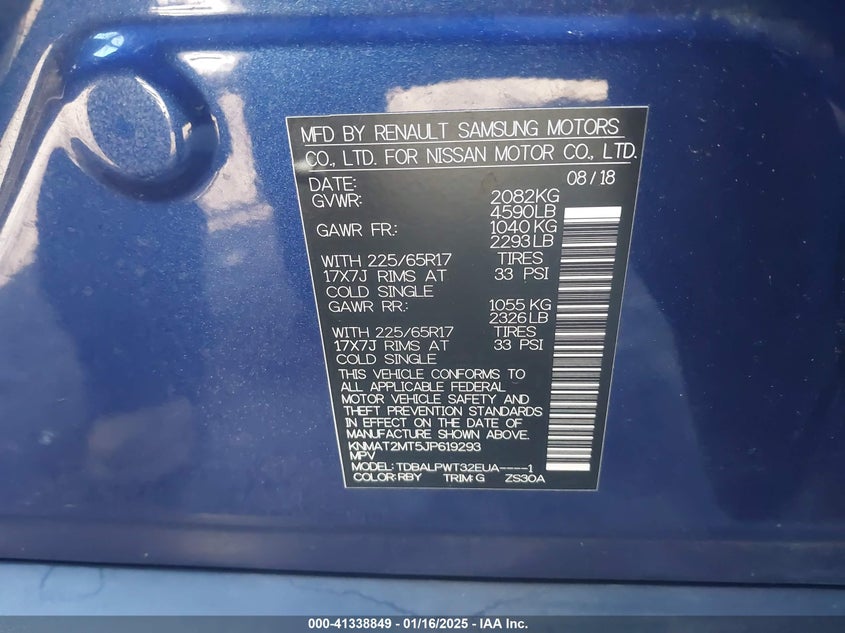 MFD BY RENAULT SAMSUNG MOTORS
CO., LTD. FOR NISSAN MOTOR CO., LTD.
DATE: 08/18
GVWR: 2082KG
4590LB
GAWR FR: 1040 KG
2293LB
WITH 225/65R17 TIRES
17X7J RIMS AT 33 PSI
COLD SINGLE
GAWR RR: 1055 KG
2326LB
WITH 225/65R17 TIRES
17X7J RIMS AT 33 PSI
COLD SINGLE
THIS VEHICLE CONFORMS TO
ALL APPLICABLE FEDERAL
MOTOR VEHICLE SAFETY AND
THEFT PREVENTION STANDARDS
IN EFFECT ON THE DATE OF
MANUFACTURE SHOWN ABOVE.
KNMAT2MT5JP619293
MPV
MODEL: TDBALPWT32EUA----1
COLOR: RBY TRIM: G ZS30A
000-41338849 - 01/16/2025 - IAA Inc.